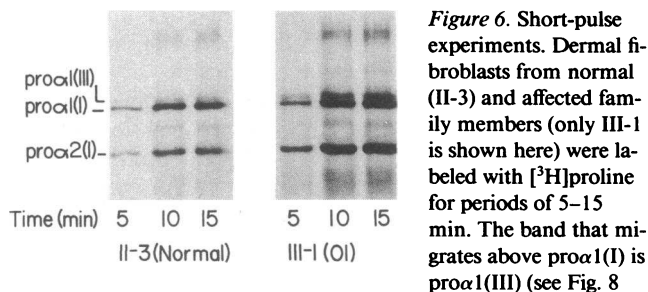 proα1(III)
proα1(I)
proα2(I)
Time(min) 5 10 15 5 10 15
II-3(Normal) III-1 (OI)
Figure 6. Short-pulse
experiments. Dermal fi-
broblasts from normal
(II-3) and affected fam-
ily members (only III-1
is shown here) were la-
beled with [³H]proline
for periods of 5–15
min. The band that mi-
grates above proα1(I) is
proα1(III) (see Fig. 8